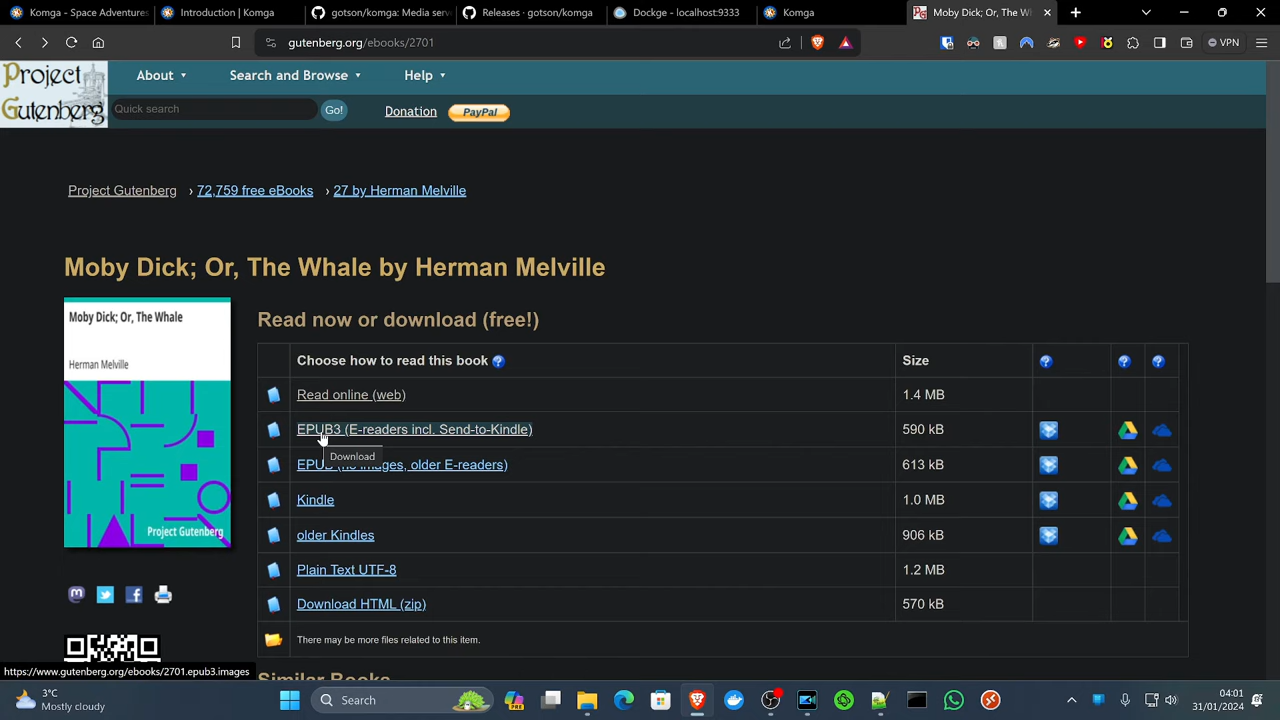 Komga - Space Adventures
Introduction | Komga
gotson/komga: Media serv
Releases · gotson/komga
Dockge - localhost:9333
Komga
Moby Dick; Or, The W
gutenberg.org/ebooks/2701
VPN
Project
Gutenberg
About
Search and Browse
Help
Quick search
Go!
Donation
PayPal
Project Gutenberg
› 72,759 free eBooks
› 27 by Herman Melville
Moby Dick; Or, The Whale by Herman Melville
Moby Dick; Or, The Whale
Herman Melville
Project Gutenberg
Read now or download (free!)
Choose how to read this book
Size
Read online (web)
1.4 MB
EPUB3 (E-readers incl. Send-to-Kindle)
590 kB
Download
EPUB images, older E-readers)
613 kB
Kindle
1.0 MB
older Kindles
906 kB
Plain Text UTF-8
1.2 MB
Download HTML (zip)
570 kB
There may be more files related to this item.
Similar Books
https://www.gutenberg.org/ebooks/2701.epub3.images
3°C
Mostly cloudy
Search
04:01
31/01/2024